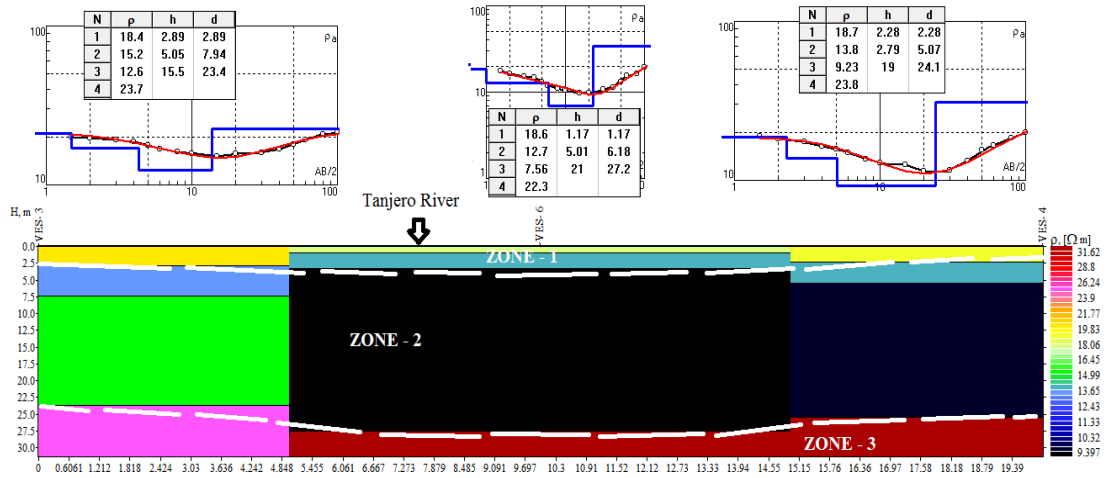 N ρ h d
1 18.4 2.89 2.89
2 15.2 5.05 7.94
3 12.6 15.5 23.4
4 23.7
100 ρa
10
10 100
AB/2
100 ρa
10
1
N ρ h d
1 18.6 1.17 1.17
2 12.7 5.01 6.18
3 7.56 21 27.2
4 22.3
N ρ h d
1 18.7 2.28 2.28
2 13.8 2.79 5.07
3 9.23 19 24.1
4 23.8
100 ρa
10
1 10 100
AB/2
Tanjero River
H, m
VES-3
VES-6
VES-4
ρ, [Ω m]
ZONE - 1
ZONE - 2
ZONE - 3
0.0
2.5
5.0
7.5
10.0
12.5
15.0
17.5
20.0
22.5
25.0
27.5
30.0
0 0.6061 1.212 1.818 2.424 3.03 3.636 4.242 4.848 5.455 6.061 6.667 7.273 7.879 8.485 9.091 9.697 10.3 10.91 11.52 12.12 12.73 13.33 13.94 14.55 15.15 15.76 16.36 16.97 17.58 18.18 18.79 19.39
31.62
28.8
26.24
23.9
21.77
19.83
18.06
16.45
14.99
13.65
12.43
11.33
10.32
9.397